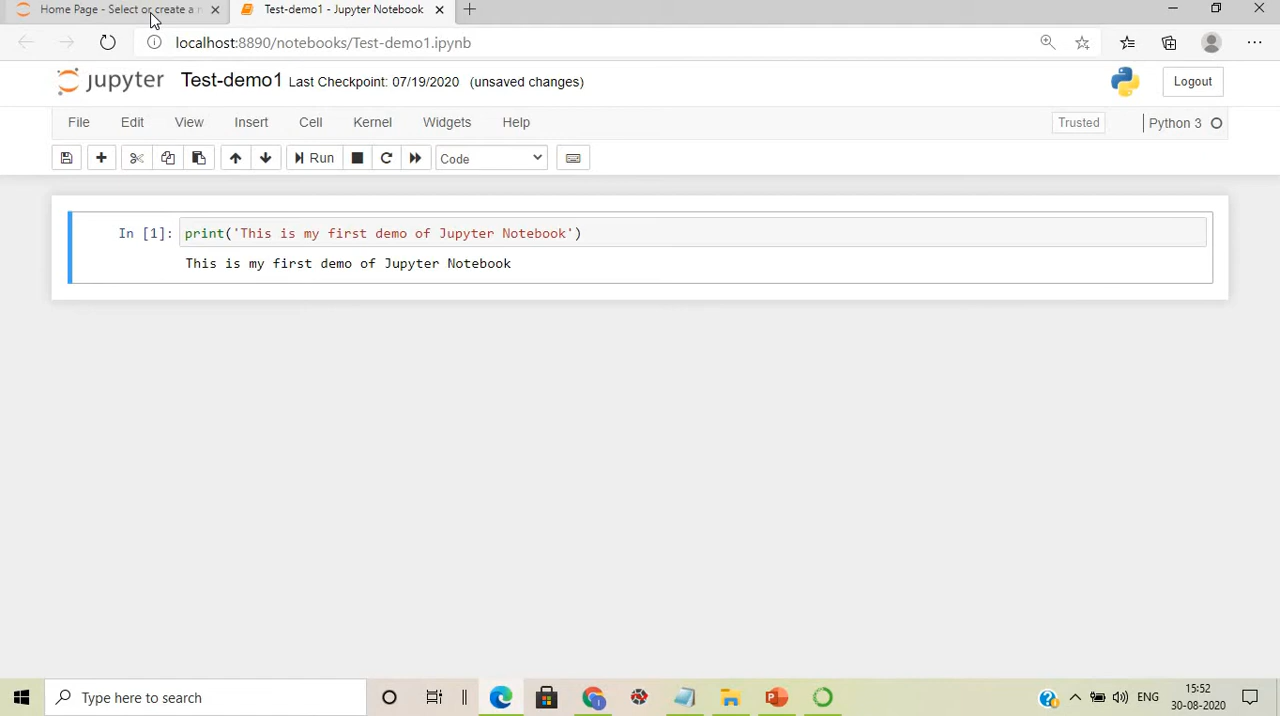 Home Page - Select or create a n
Test-demo1 - Jupyter Notebook
localhost:8890/notebooks/Test-demo1.ipynb
jupyter Test-demo1 Last Checkpoint: 07/19/2020 (unsaved changes)
Logout
File Edit View Insert Cell Kernel Widgets Help
Trusted
Python 3
Run
Code
In [1]: print('This is my first demo of Jupyter Notebook')
This is my first demo of Jupyter Notebook
Type here to search
ENG
15:52
30-08-2020